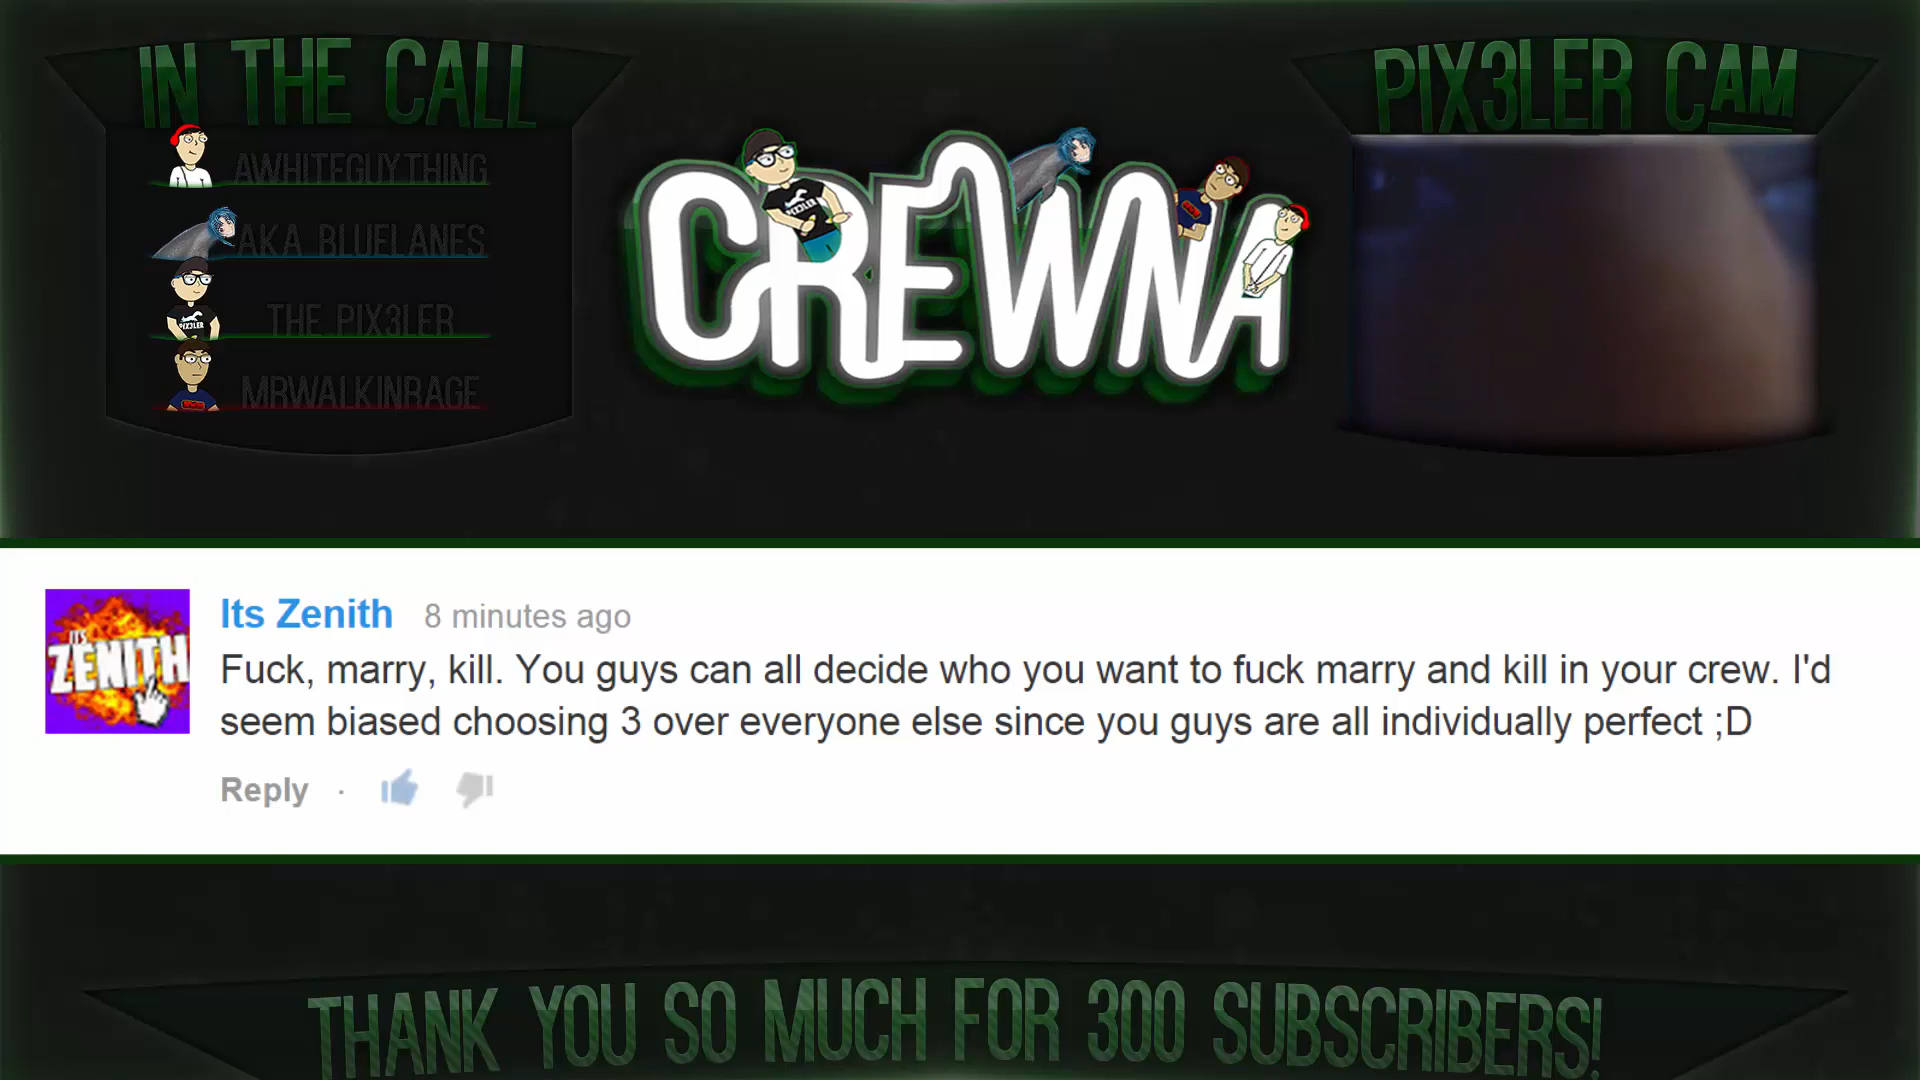 IN THE CALL
AWHITEGUYTHING
AKA BLUELANES
THE PIX3LER
MRWALKINRAGE
CREWNA
PIX3LER
PIX3LER CAM
ITS
ZENITH
Its Zenith 8 minutes ago
Fuck, marry, kill. You guys can all decide who you want to fuck marry and kill in your crew. I'd
seem biased choosing 3 over everyone else since you guys are all individually perfect ;D
Reply ·
THANK YOU SO MUCH FOR 300 SUBSCRIBERS!